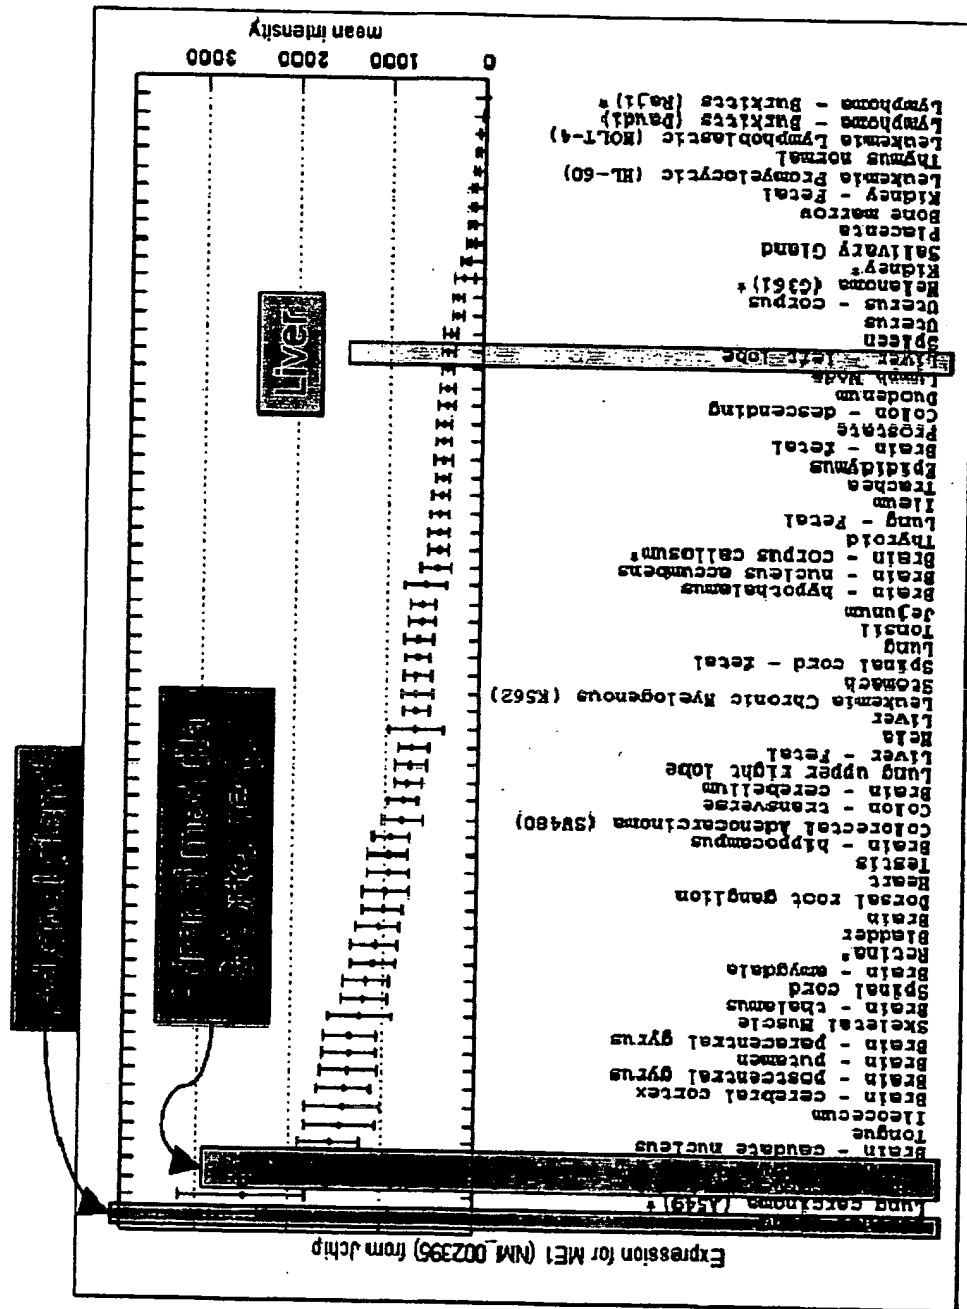 Expression for ME1 (NM_002395) from Jchip
Lung carcinoma (A549) *
Brain - caudate nucleus
Tongue
Ileocecum
Brain - cerebral cortex
Brain - postcentral gyrus
Brain - putamen
Brain - paracentral gyrus
Skeletal Muscle
Brain - thalamus
Spinal cord
Brain - amygdala
Retina*
Bladder
Brain
Dorsal root ganglion
Heart
Testis
Brain - hippocampus
Colorectal Adenocarcinoma (SW480)
Colon - transverse
Brain - cerebellum
Lung upper right lobe
Liver - Fetal
Hela
Liver
Leukemia Chronic Myelogenous (K562)
Stomach
Spinal cord - fetal
Lung
Tonsil
Jejunum
Brain - hypothalamus
Brain - nucleus accumbens
Brain - corpus callosum*
Thyroid
Lung - Fetal
Ileum
Trachea
Epididymus
Brain - fetal
Prostate
Colon - descending
Duodenum
Lymph Node
Liver - left lobe
Spleen
Uterus
Uterus - corpus
Melanoma (G361) *
Kidney*
Salivary Gland
Placenta
Bone marrow
Kidney - Fetal
Leukemia Promyelocytic (HL-60)
Thymus normal
Leukemia Lymphoblastic (MOLT-4)
Lymphoma - Burkitts (Daudi)
Lymphoma - Burkitts (Raji) *
Liver
0 1000 2000 3000
mean intensity